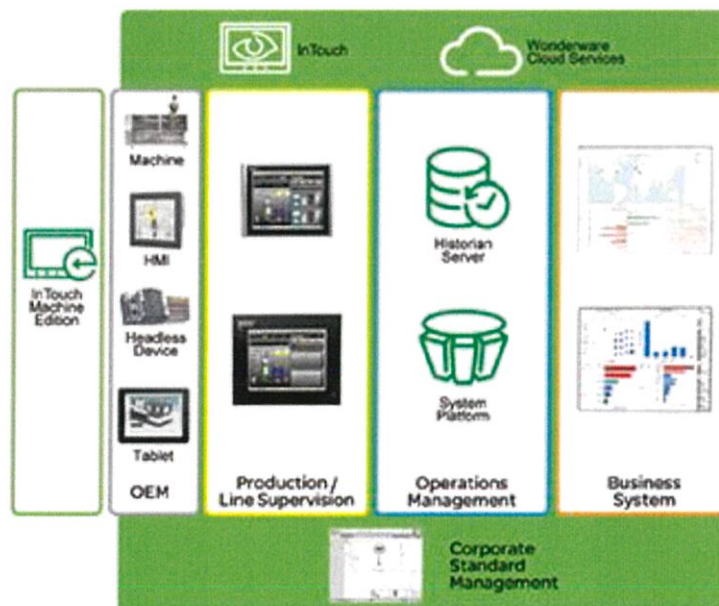 InTouch
Wonderware
Cloud Services
InTouch
Machine
Edition
Machine
HMI
Headless
Device
Tablet
OEM
Production /
Line Supervision
Historian
Server
System
Platform
Operations
Management
Business
System
Corporate
Standard
Management